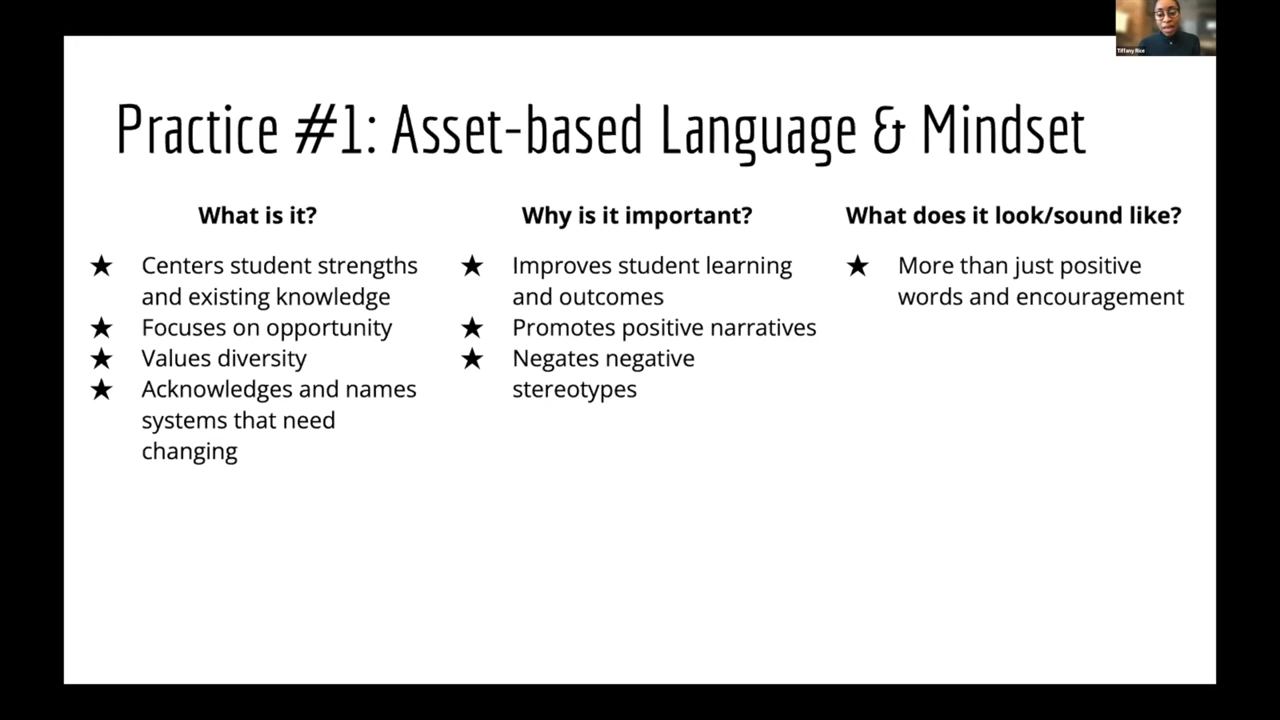 Tiffany Rice
Practice #1: Asset-based Language & Mindset
What is it?
★ Centers student strengths
and existing knowledge
★ Focuses on opportunity
★ Values diversity
★ Acknowledges and names
systems that need
changing
Why is it important?
★ Improves student learning
and outcomes
★ Promotes positive narratives
★ Negates negative
stereotypes
What does it look/sound like?
★ More than just positive
words and encouragement